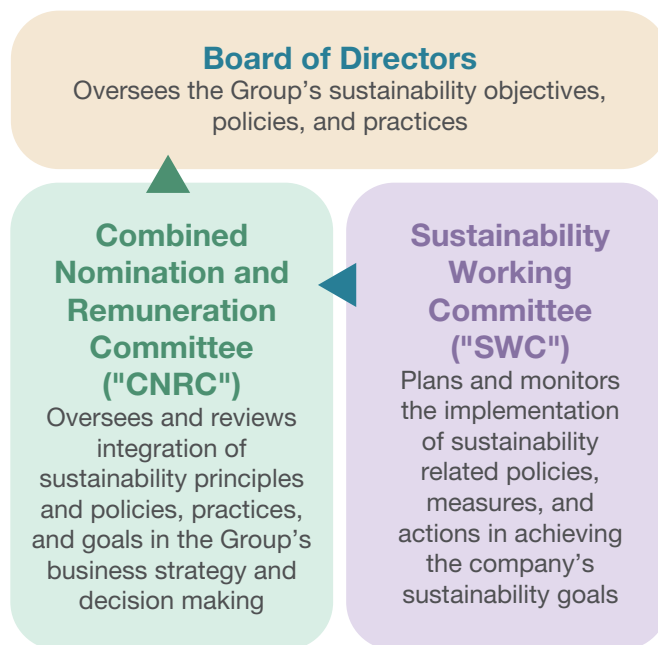 Board of Directors
Oversees the Group’s sustainability objectives,
policies, and practices
Combined
Nomination and
Remuneration
Committee
("CNRC")
Oversees and reviews
integration of
sustainability principles
and policies, practices,
and goals in the Group’s
business strategy and
decision making
Sustainability
Working
Committee
("SWC")
Plans and monitors
the implementation
of sustainability
related policies,
measures, and
actions in achieving
the company’s
sustainability goals